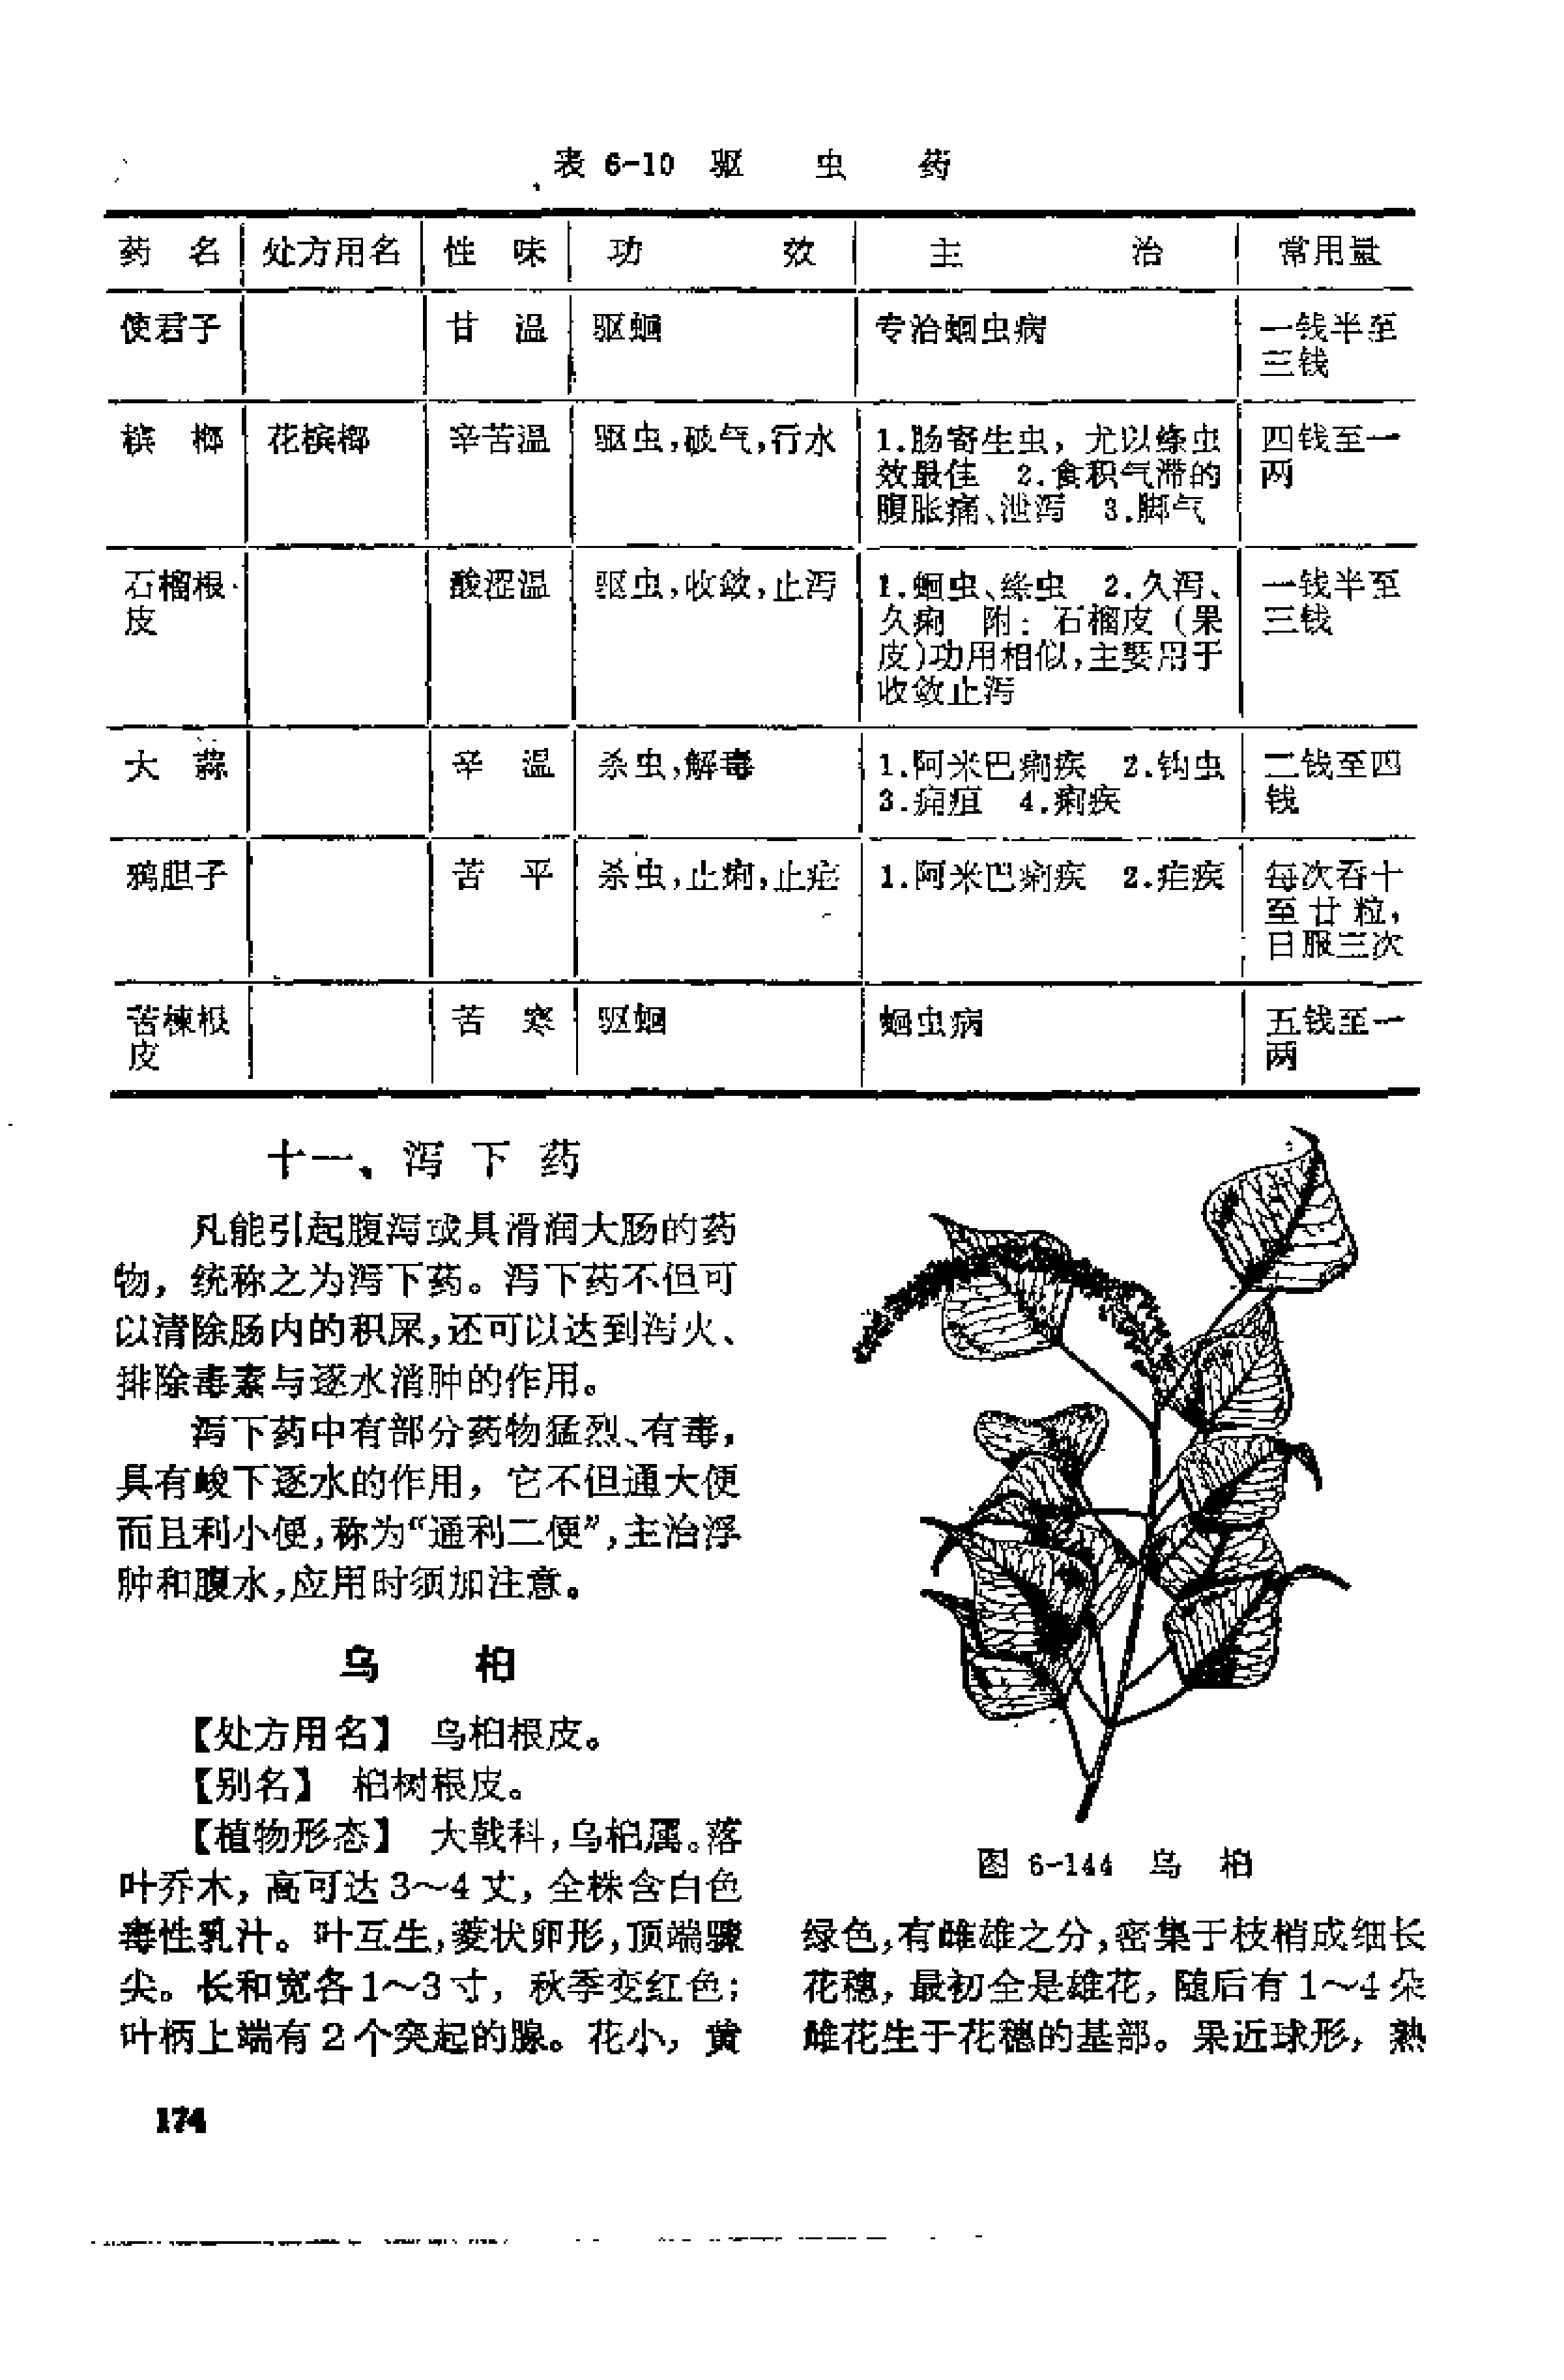 表 6-10 驱 虫 药
药 名 处方用名 性 味 功 效 主 治 常用量
使君子 甘 温 驱蛔 专治蛔虫病 一钱半至
三钱
槟 榔 花槟榔 辛苦温 驱虫,破气,行水 1.肠寄生虫，尤以绦虫 四钱至一
效最佳 2.食积气滞的 两
腹胀痛、泄泻 3.脚气
石榴根 酸涩温 驱虫,收敛,止泻 1.蛔虫、绦虫 2.久泻、 一钱半至
皮 久痢 附：石榴皮（果 三钱
皮)功用相似,主要用于
收敛止泻
大 蒜 辛 温 杀虫,解毒 1.阿米巴痢疾 2.钩虫 二钱至四
3.痈疽 4.痢疾 钱
鸦胆子 苦 平 杀虫,止痢,止疟 1.阿米巴痢疾 2.疟疾 每次吞十
至廿粒,
日服三次
苦楝根 苦 寒 驱蛔 蛔虫病 五钱至一
皮 两
十一、泻 下 药
凡能引起腹泻或具滑润大肠的药
物，统称之为泻下药。泻下药不但可
以清除肠内的积屎,还可以达到泻火、
排除毒素与逐水消肿的作用。
泻下药中有部分药物猛烈、有毒，
具有峻下逐水的作用，它不但通大便
而且利小便,称为“通利二便”,主治浮
肿和腹水,应用时须加注意。
乌 桕
【处方用名】 乌桕根皮。
【别名】 桕树根皮。
【植物形态】 大戟科,乌桕属。落
叶乔木，高可达3～4丈，全株含白色
毒性乳汁。叶互生,菱状卵形,顶端骤
尖。长和宽各1～3寸，秋季变红色；
叶柄上端有2个突起的腺。花小，黄
图 6-144 乌 桕
绿色,有雌雄之分,密集于枝梢成细长
花穗，最初全是雄花，随后有1～4朵
雌花生于花穗的基部。果近球形，熟
174